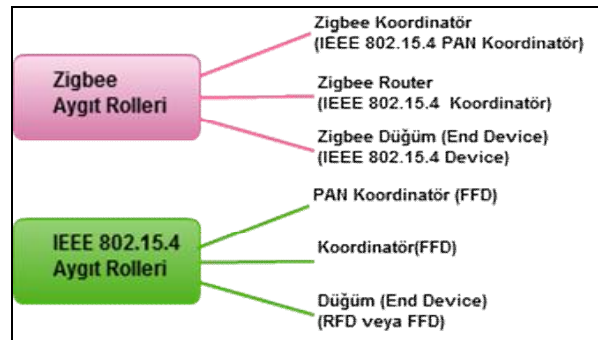 Zigbee
Aygıt Rolleri
Zigbee Koordinatör
(IEEE 802.15.4 PAN Koordinatör)
Zigbee Router
(IEEE 802.15.4 Koordinatör)
Zigbee Düğüm (End Device)
(IEEE 802.15.4 Device)
IEEE 802.15.4
Aygıt Rolleri
PAN Koordinatör (FFD)
Koordinatör(FFD)
Düğüm (End Device)
(RFD veya FFD)